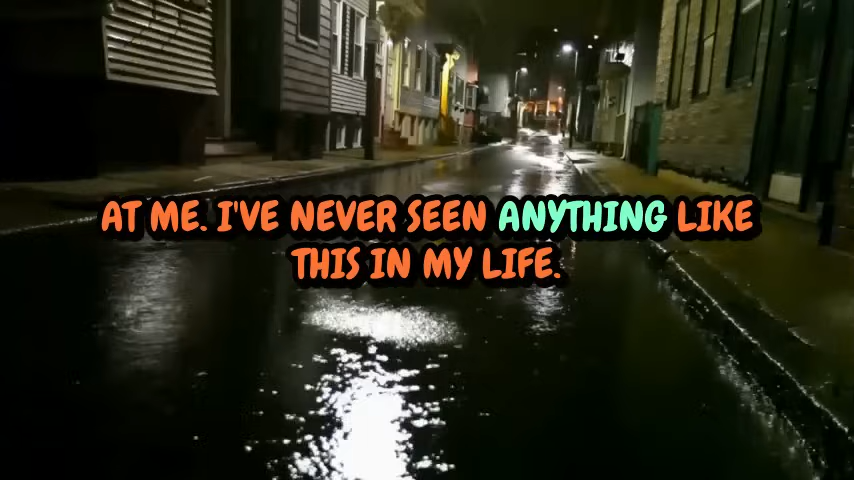 AT ME. I'VE NEVER SEEN ANYTHING LIKE
THIS IN MY LIFE.